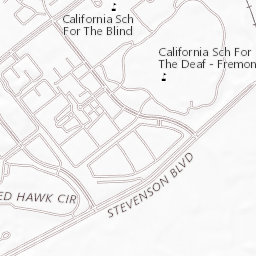 California Sch
For The Blind
California Sch For
The Deaf - Fremon
STEVENSON BLVD
ED HAWK CIR